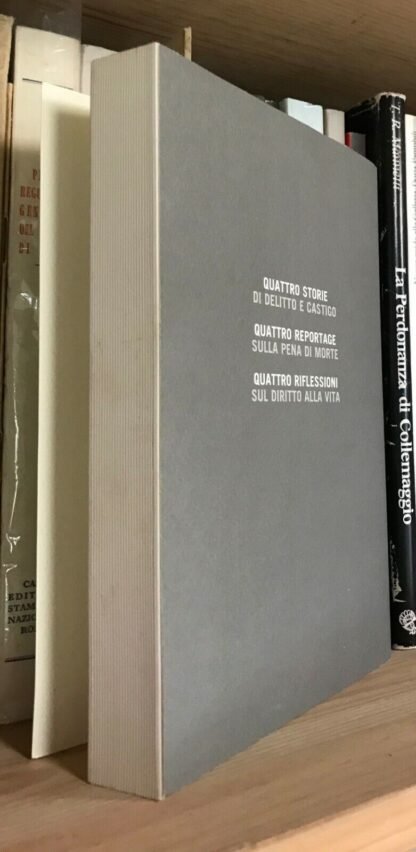 QUATTRO STORIE
DI DELITTO E CASTIGO
QUATTRO REPORTAGE
SULLA PENA DI MORTE
QUATTRO RIFLESSIONI
SUL DIRITTO ALLA VITA
La Perdonanza di Collemaggio